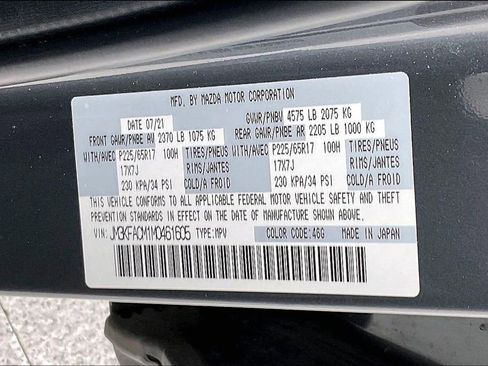 MFD. BY MAZDA MOTOR CORPORATION
DATE 07/21 GVWR/PNBV 4575 LB 2075 KG
FRONT GAWR/PNBE AV 2370 LB 1075 KG REAR GAWR/PNBE AR 2205 LB 1000 KG
WITH/AVEC P225/65R17 100H TIRES/PNEUS WITH/AVEC P225/65R17 100H TIRES/PNEUS
17X7J RIMS/JANTES 17X7J RIMS/JANTES
230 KPA/34 PSI COLD/A FROID 230 KPA/34 PSI COLD/A FROID
THIS VEHICLE CONFORMS TO ALL APPLICABLE FEDERAL MOTOR VEHICLE SAFETY AND THEFT
PREVENTION STANDARDS IN EFFECT ON THE DATE OF MANUFACTURE SHOWN ABOVE.
VIN: JM3KFACM1M0461605 TYPE: MPV COLOR CODE: 46G MADE IN JAPAN